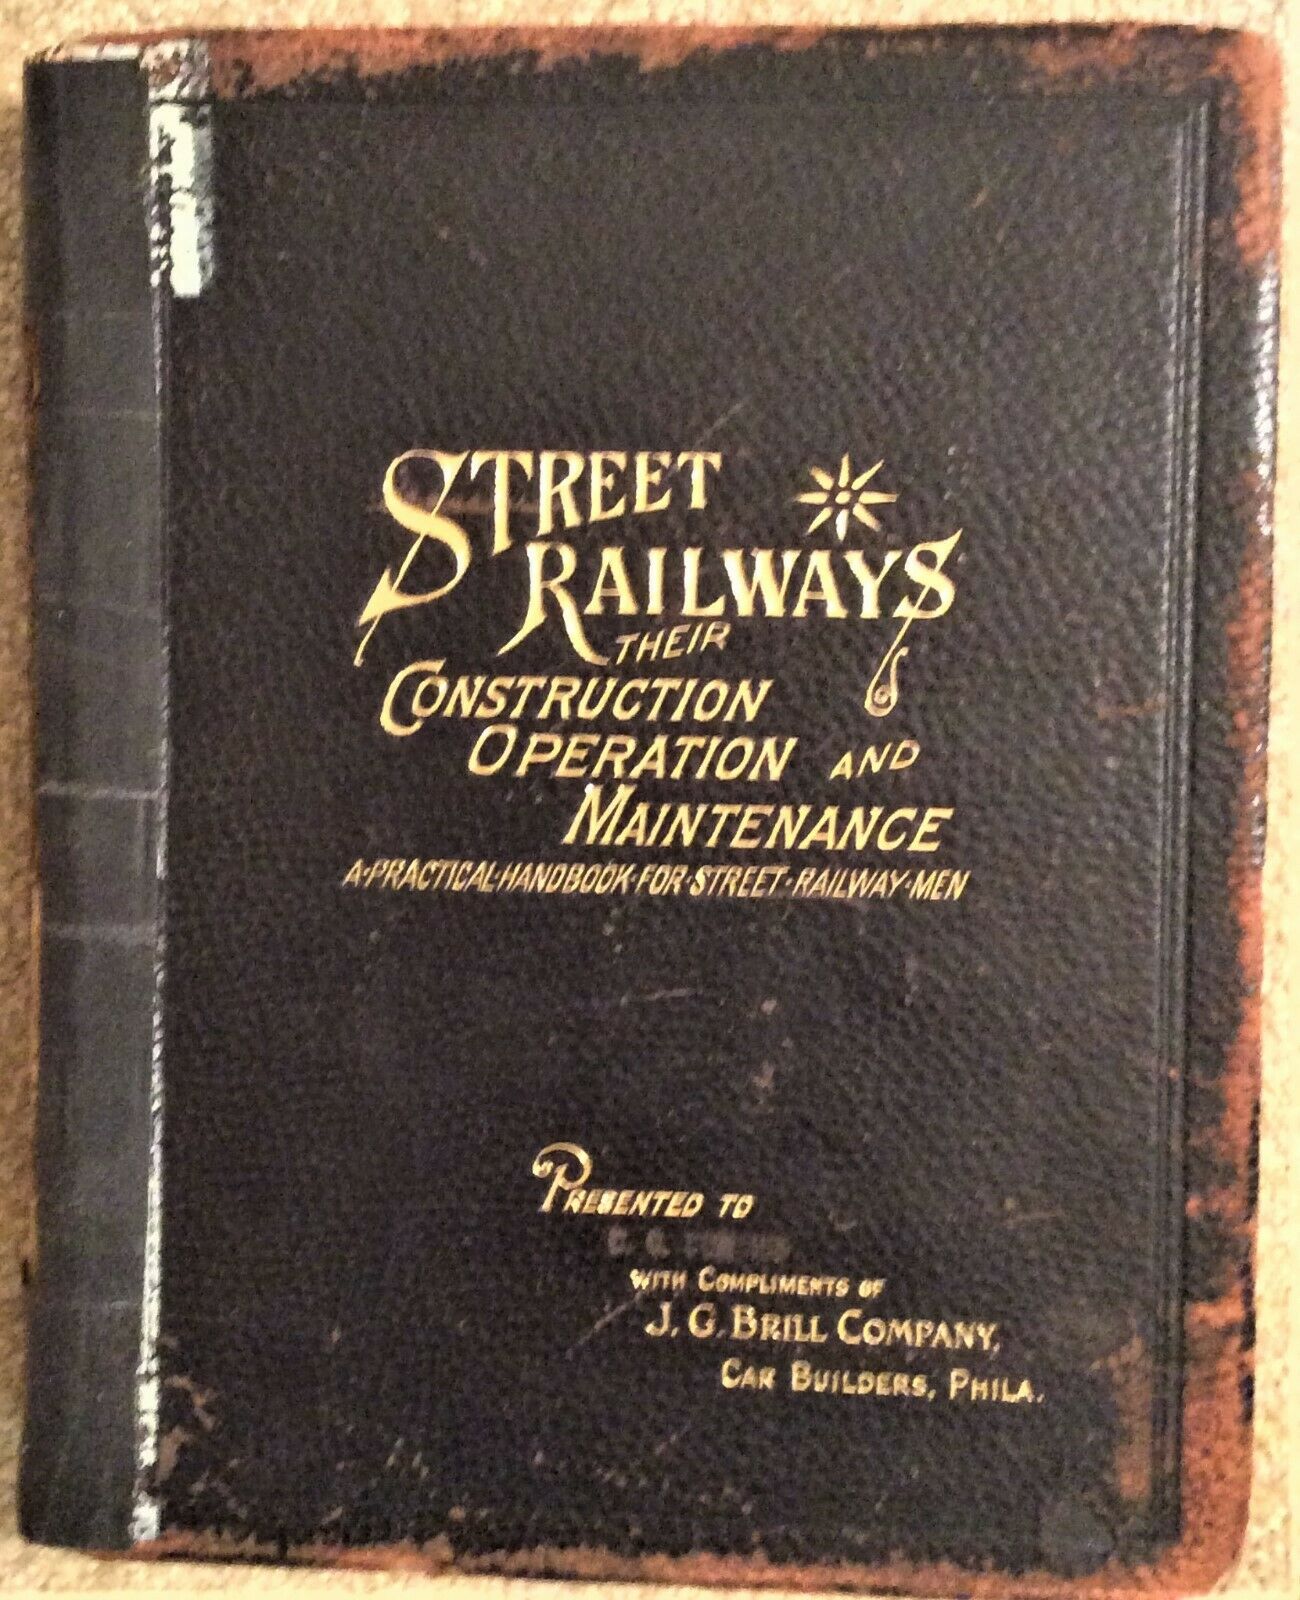 STREET
RAILWAYS
THEIR
CONSTRUCTION
OPERATION AND
MAINTENANCE
A·PRACTICAL·HANDBOOK·FOR·STREET·RAILWAY·MEN
PRESENTED TO
WITH COMPLIMENTS OF
J. G. BRILL COMPANY,
CAR BUILDERS, PHILA.